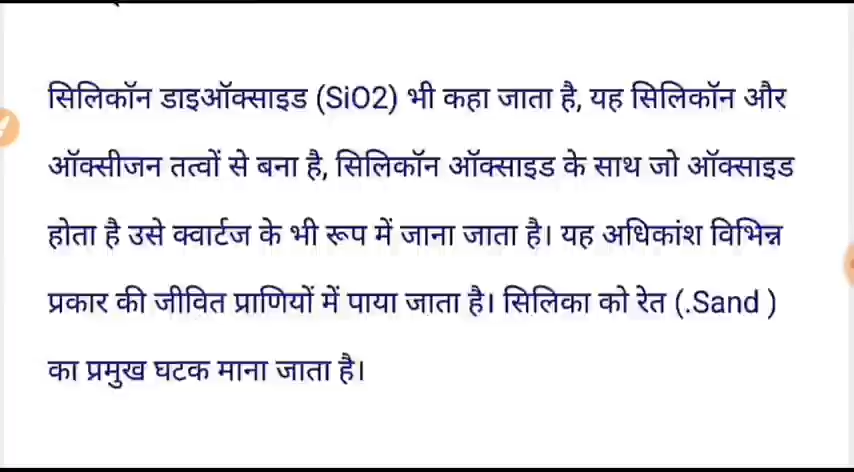 सिलिकॉन डाइऑक्साइड (SiO2) भी कहा जाता है, यह सिलिकॉन और
ऑक्सीजन तत्वों से बना है, सिलिकॉन ऑक्साइड के साथ जो ऑक्साइड
होता है उसे क्वार्टज के भी रूप में जाना जाता है। यह अधिकांश विभिन्न
प्रकार की जीवित प्राणियों में पाया जाता है। सिलिका को रेत (.Sand )
का प्रमुख घटक माना जाता है।